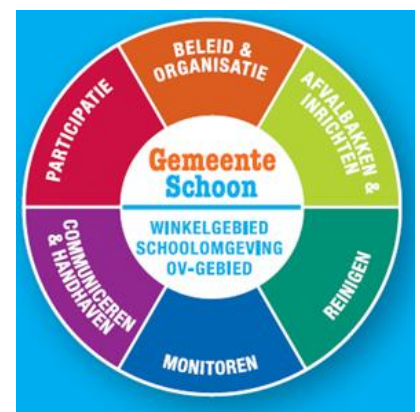 BELEID &
ORGANISATIE
AFVALBAKKEN &
INRICHTEN
REINIGEN
MONITOREN
COMMUNICEREN
& HANDHAVEN
PARTICIPATIE
Gemeente
Schoon
WINKELGEBIED
SCHOOLOMGEVING
OV-GEBIED